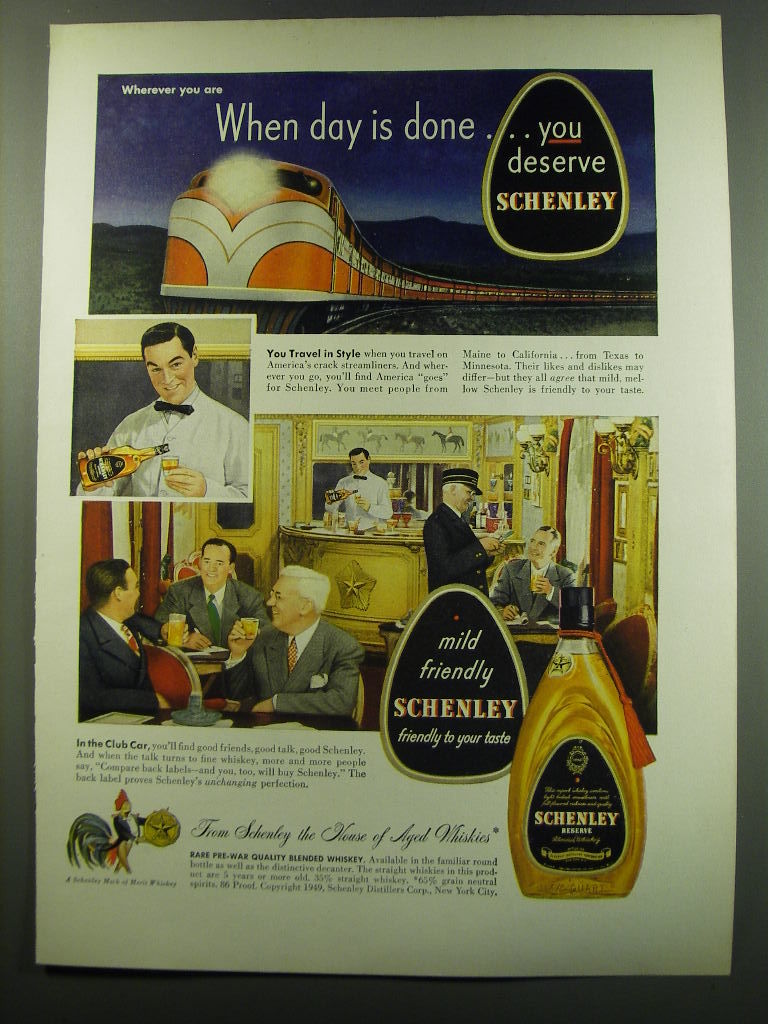 Wherever you are
When day is done . . . you
deserve
SCHENLEY
You Travel in Style when you travel on
America's crack streamliners. And wher-
ever you go, you'll find America "goes"
for Schenley. You meet people from
Maine to California . . . from Texas to
Minnesota. Their likes and dislikes may
differ—but they all agree that mild, mel-
low Schenley is friendly to your taste.
mild
friendly
SCHENLEY
friendly to your taste
In the Club Car, you'll find good friends, good talk, good Schenley.
And when the talk turns to fine whiskey, more and more people
say, "Compare back labels—and you, too, will buy Schenley." The
back label proves Schenley's unchanging perfection.
SCHENLEY
RESERVE
Blended Whiskey
QUART
A Schenley Mark of Merit Whiskey
From Schenley the House of Aged Whiskies*
RARE PRE-WAR QUALITY BLENDED WHISKEY. Available in the familiar round
bottle as well as the distinctive decanter. The straight whiskies in this prod-
uct are 5 years or more old. 35% straight whiskey. *65% grain neutral
spirits. 86 Proof. Copyright 1949, Schenley Distillers Corp., New York City.